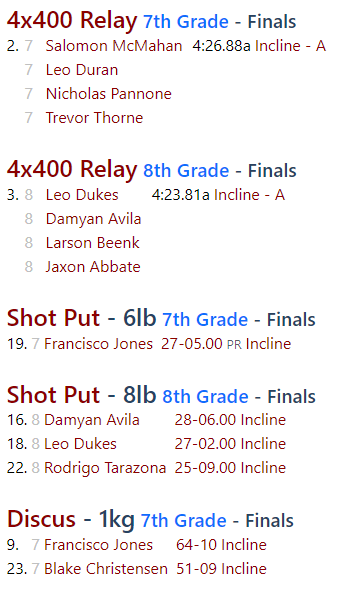 4x400 Relay 7th Grade - Finals
2. 7 Salomon McMahan 4:26.88a Incline - A
7 Leo Duran
7 Nicholas Pannone
7 Trevor Thorne
4x400 Relay 8th Grade - Finals
3. 8 Leo Dukes 4:23.81a Incline - A
8 Damyan Avila
8 Larson Beenk
8 Jaxon Abbate
Shot Put - 6lb 7th Grade - Finals
19. 7 Francisco Jones 27-05.00 PR Incline
Shot Put - 8lb 8th Grade - Finals
16. 8 Damyan Avila 28-06.00 Incline
18. 8 Leo Dukes 27-02.00 Incline
22. 8 Rodrigo Tarazona 25-09.00 Incline
Discus - 1kg 7th Grade - Finals
9. 7 Francisco Jones 64-10 Incline
23. 7 Blake Christensen 51-09 Incline